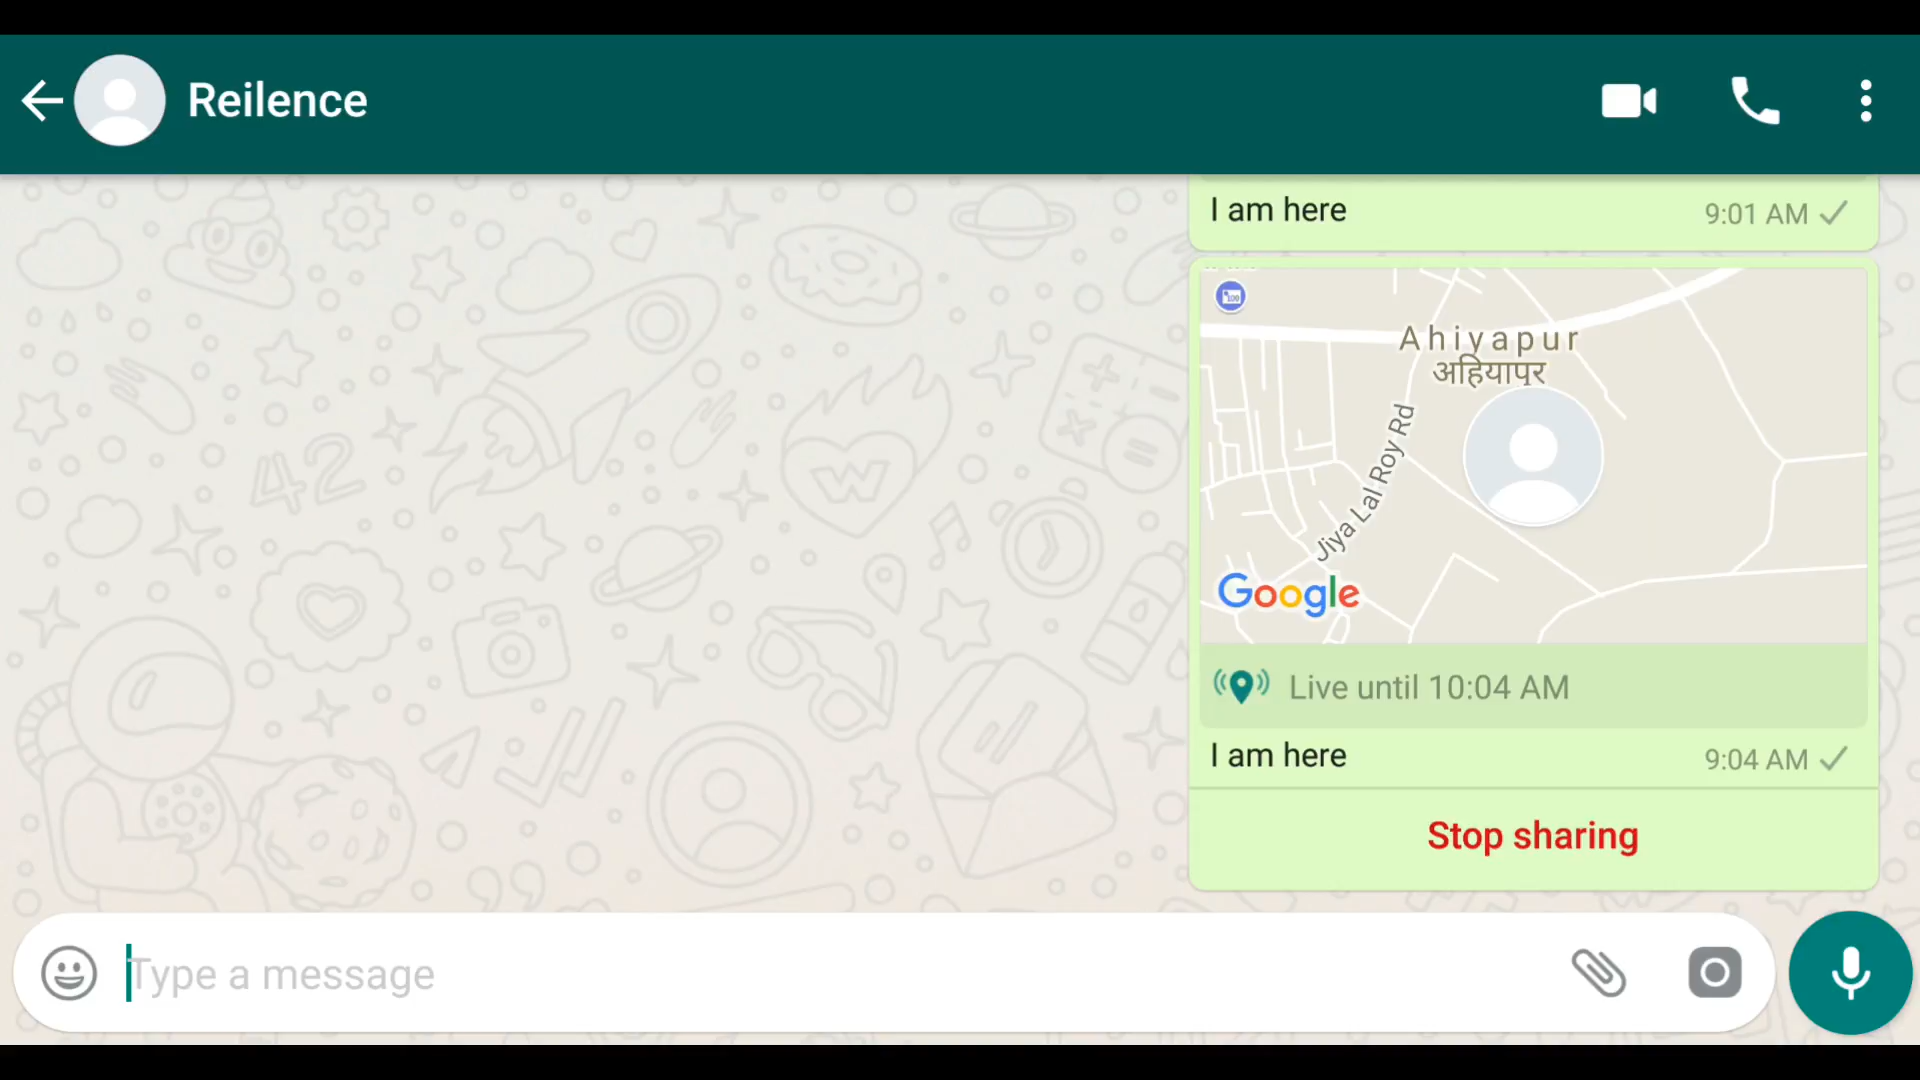 Reilence
I am here
9:01 AM
Ahiyapur
अहियापुर
Jiya Lal Roy Rd
Google
Live until 10:04 AM
I am here
9:04 AM
Stop sharing
Type a message